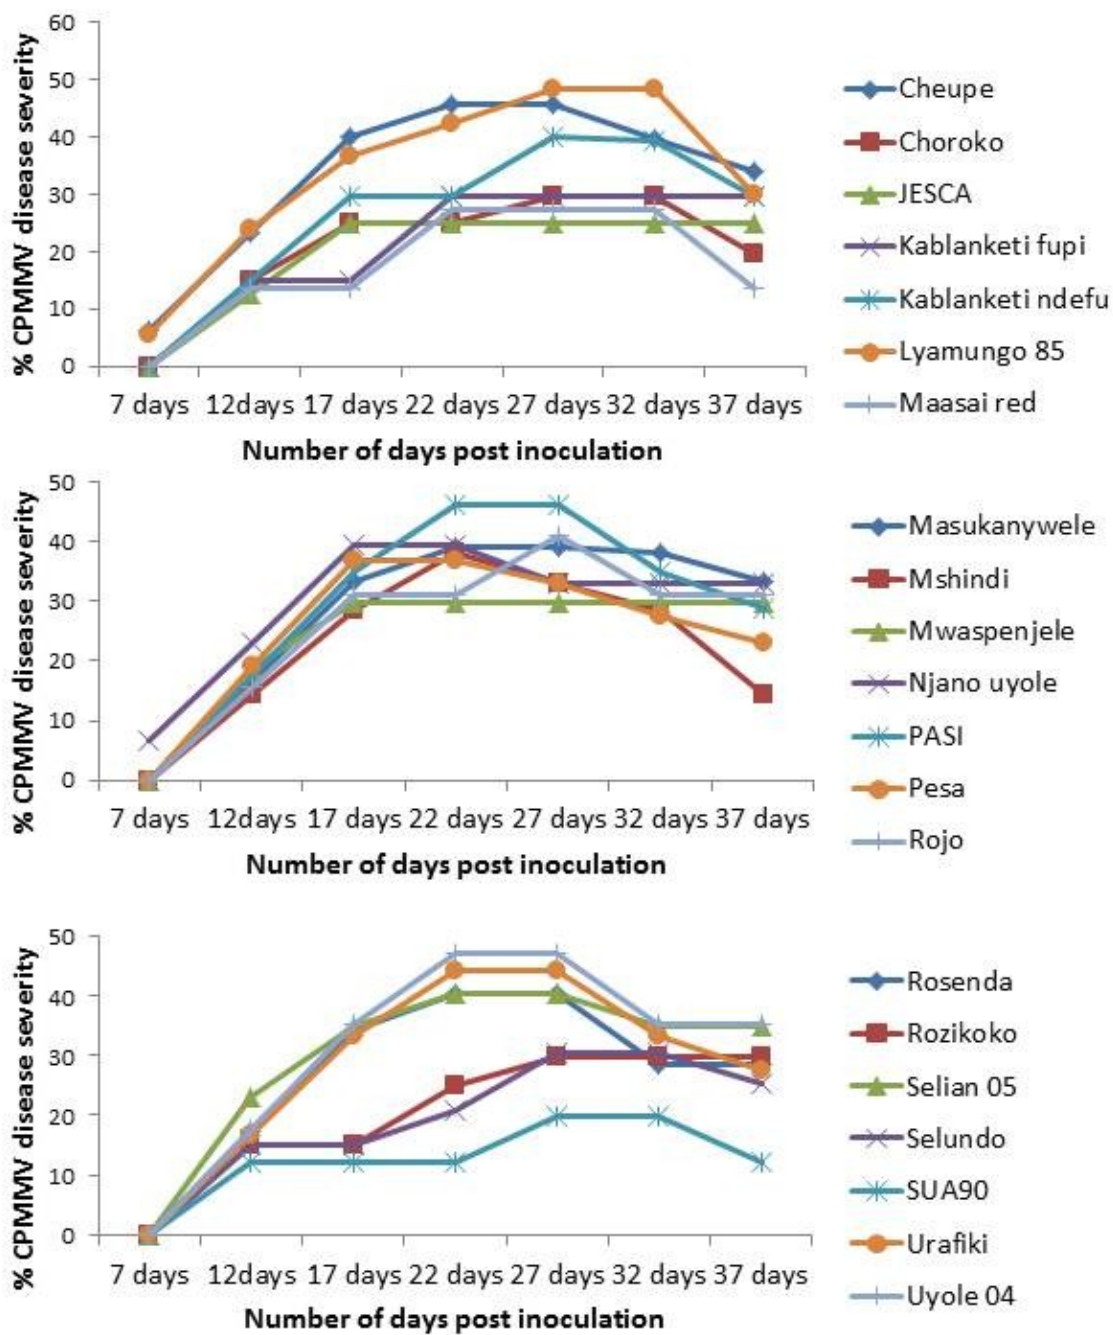 % CPMMV disease severity
60
50
40
30
20
10
0
7 days 12days 17 days 22 days 27 days 32 days 37 days
Number of days post inoculation
Cheupe
Choroko
JESCA
Kablanketi fupi
Kablanketi ndefu
Lyamungo 85
Maasai red
% CPMMV disease severity
50
40
30
20
10
0
7 days 12days 17 days 22 days 27 days 32 days 37 days
Number of days post inoculation
Masukanywele
Mshindi
Mwaspenjele
Njano uyole
PASI
Pesa
Rojo
% CPMMV disease severity
50
40
30
20
10
0
7 days 12days 17 days 22 days 27 days 32 days 37 days
Number of days post inoculation
Rosenda
Rozikoko
Selian 05
Selundo
SUA90
Urafiki
Uyole 04